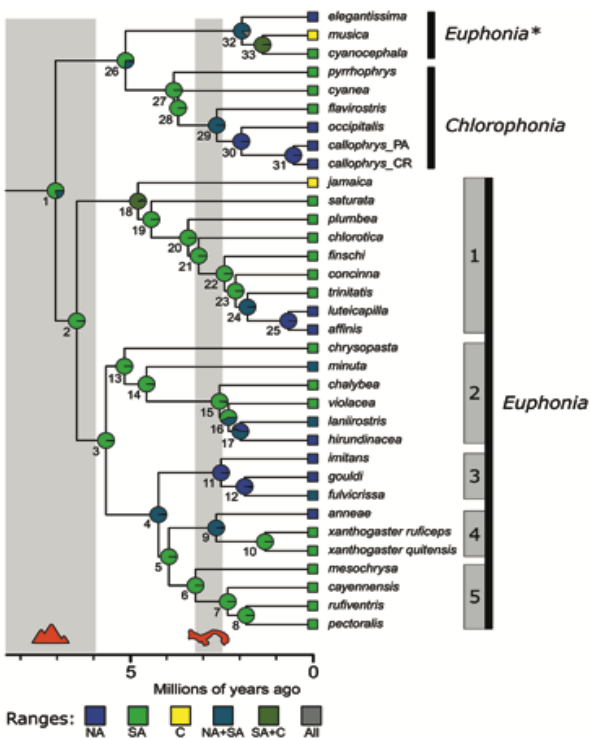 elegantissima
32
musica
Euphonia*
33
cyanocephala
26
pyrrhophrys
27
cyanea
28
flavirostris
29
occipitalis
Chlorophonia
30
callophrys_PA
31
callophrys_CR
1
jamaica
18
saturata
19
plumbea
20
chlorotica
21
finschi
1
22
concinna
23
trinitatis
24
luteicapilla
25
affinis
2
chrysopasta
13
minuta
14
chalybea
15
violacea
2
Euphonia
16
laniirostris
17
hirundinacea
3
imitans
11
gouldi
3
12
fulvicrissa
4
anneae
9
xanthogaster ruficeps
4
10
xanthogaster quitensis
5
mesochrysa
6
cayennensis
5
7
rufiventris
8
pectoralis
5 0
Millions of years ago
Ranges: NA SA C NA+SA SA+C All